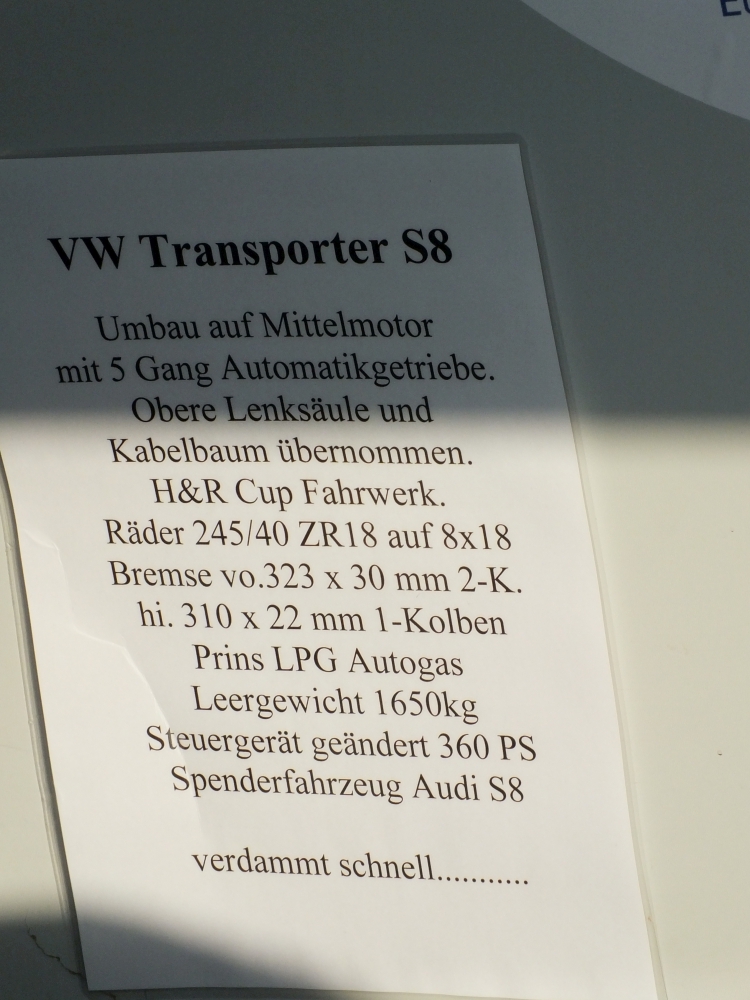 VW Transporter S8
Umbau auf Mittelmotor
mit 5 Gang Automatikgetriebe.
Obere Lenksäule und
Kabelbaum übernommen.
H&R Cup Fahrwerk.
Räder 245/40 ZR18 auf 8x18
Bremse vo.323 x 30 mm 2-K.
hi. 310 x 22 mm 1-Kolben
Prins LPG Autogas
Leergewicht 1650kg
Steuergerät geändert 360 PS
Spenderfahrzeug Audi S8
verdammt schnell...........